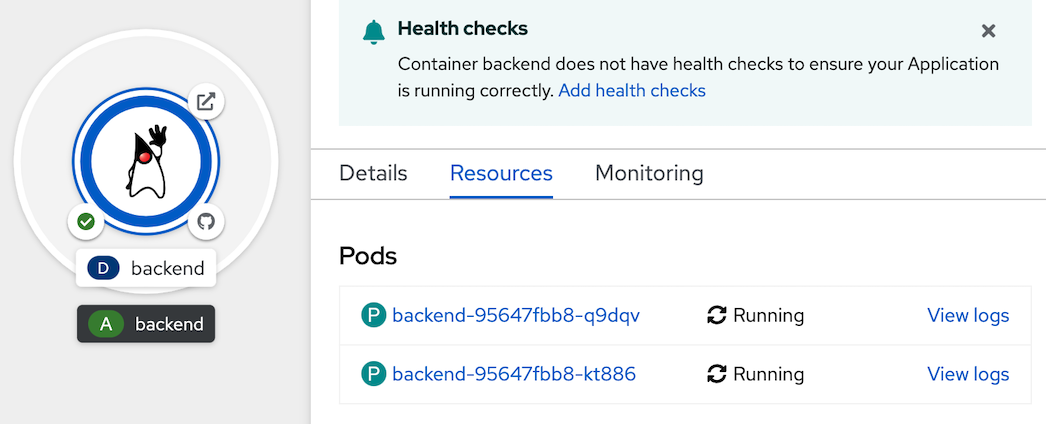 Health checks
Container backend does not have health checks to ensure your Application
is running correctly. Add health checks
Details Resources Monitoring
Pods
P backend-95647fbb8-q9dqv Running View logs
P backend-95647fbb8-kt886 Running View logs
D backend
A backend